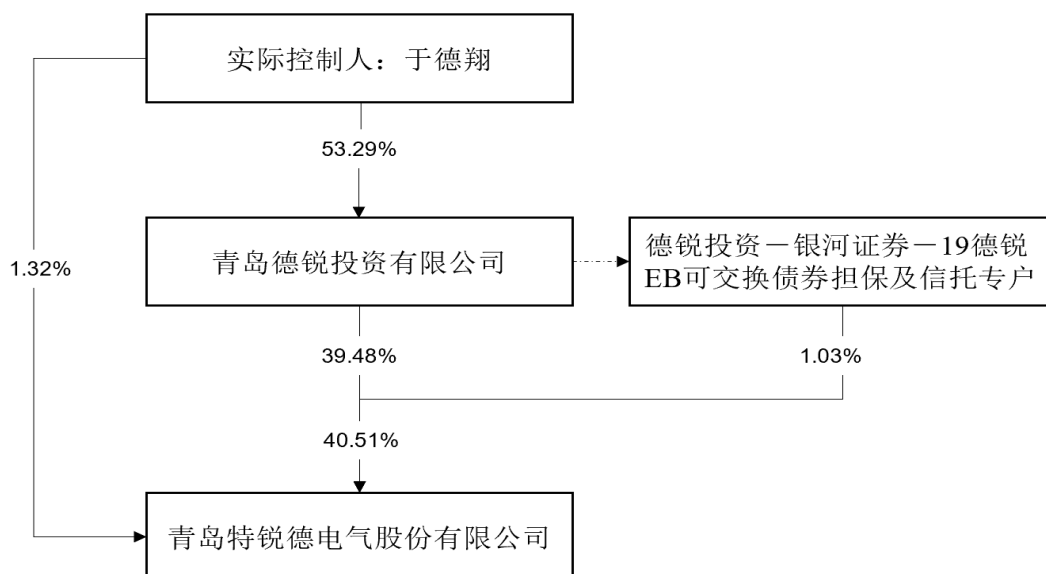 实际控制人：于德翔
53.29%
青岛德锐投资有限公司
德锐投资－银河证券－19德锐
EB可交换债券担保及信托专户
1.32%
39.48%
1.03%
40.51%
青岛特锐德电气股份有限公司